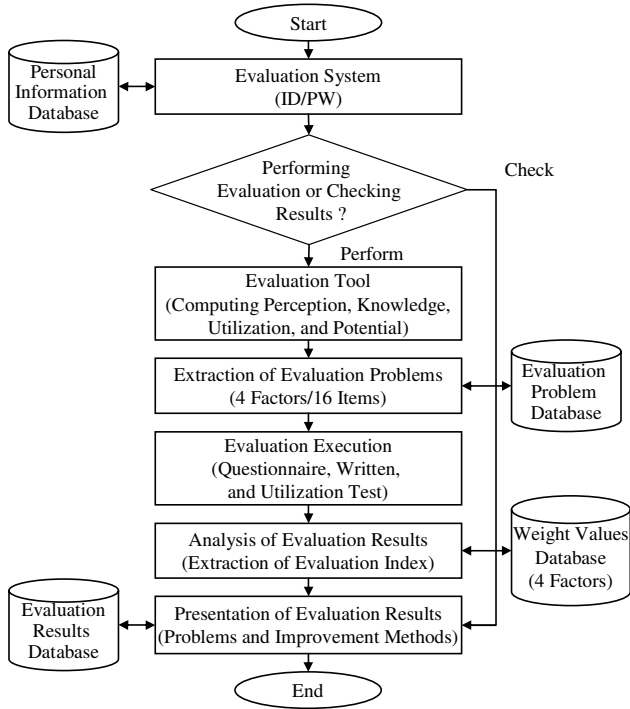 Start
Personal
Information
Database
Evaluation System
(ID/PW)
Performing
Evaluation or Checking
Results ?
Check
Perform
Evaluation Tool
(Computing Perception, Knowledge,
Utilization, and Potential)
Extraction of Evaluation Problems
(4 Factors/16 Items)
Evaluation
Problem
Database
Evaluation Execution
(Questionnaire, Written,
and Utilization Test)
Analysis of Evaluation Results
(Extraction of Evaluation Index)
Weight Values
Database
(4 Factors)
Evaluation
Results
Database
Presentation of Evaluation Results
(Problems and Improvement Methods)
End